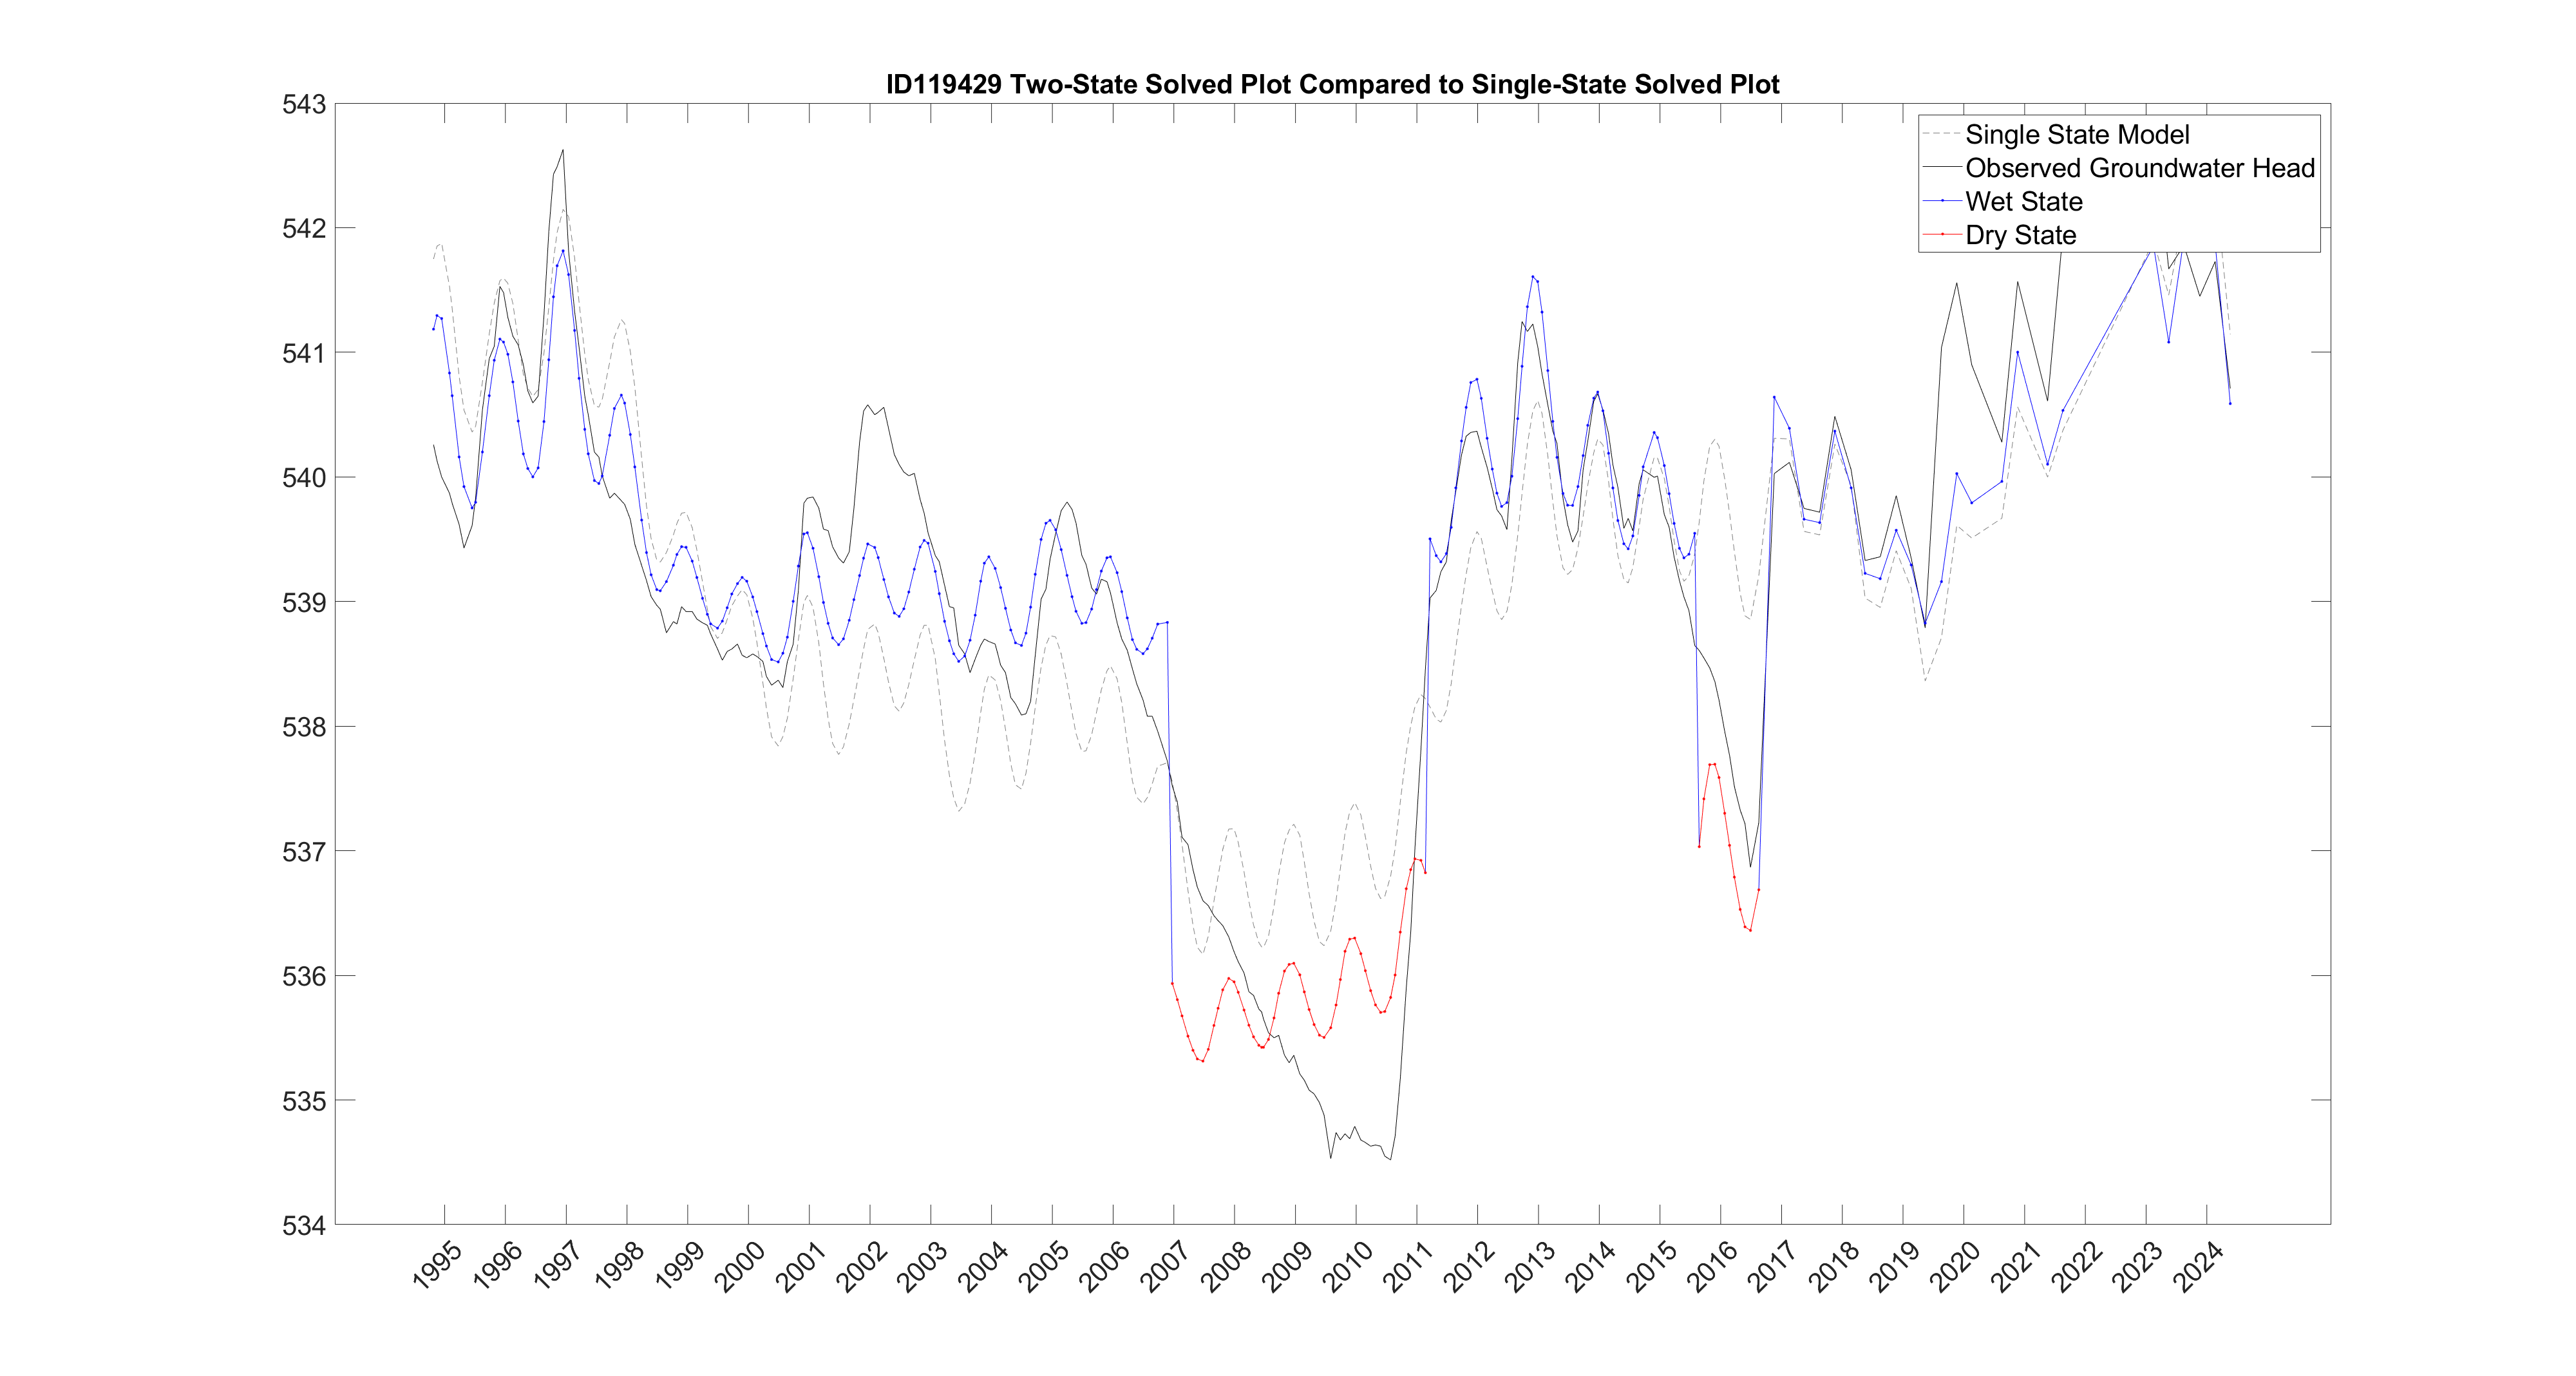 ID119429 Two-State Solved Plot Compared to Single-State Solved Plot
543
542
541
540
539
538
537
536
535
534
Single State Model
Observed Groundwater Head
Wet State
Dry State
1995 1996 1997 1998 1999 2000 2001 2002 2003 2004 2005 2006 2007 2008 2009 2010 2011 2012 2013 2014 2015 2016 2017 2018 2019 2020 2021 2022 2023 2024